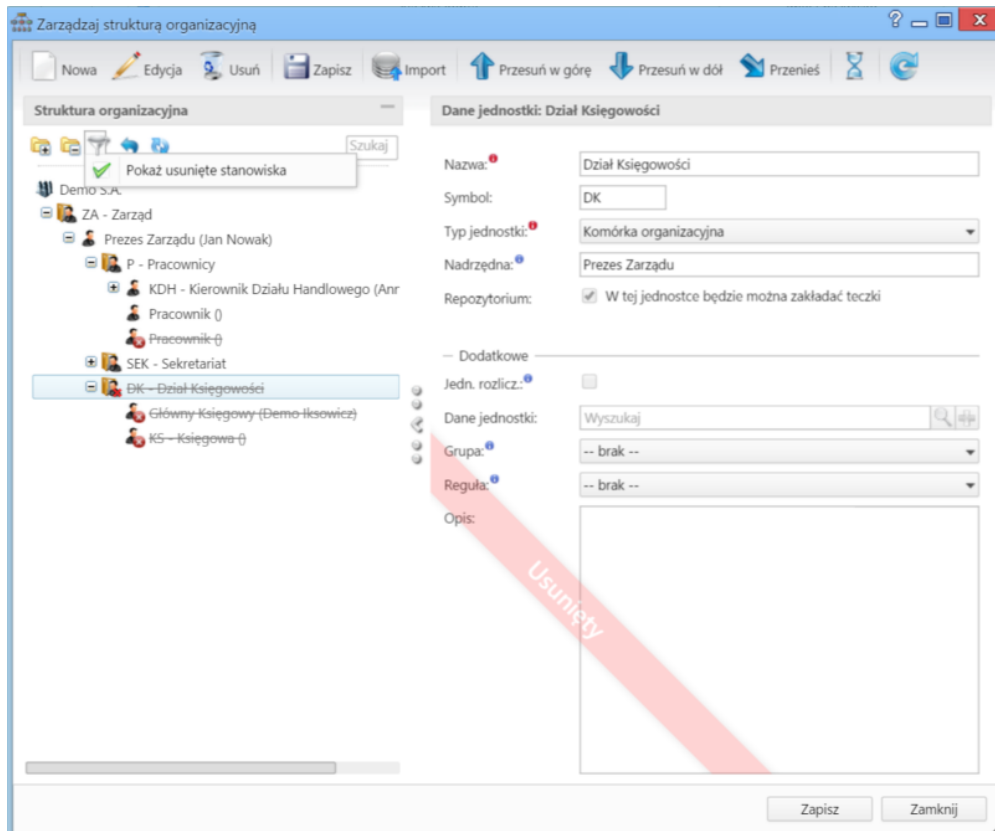 Zarządzaj strukturą organizacyjną
Nowa Edycja Usuń Zapisz Import Przesuń w górę Przesuń w dół Przenieś
Struktura organizacyjna
Szukaj
Pokaż usunięte stanowiska
Demo S.A.
ZA - Zarząd
Prezes Zarządu (Jan Nowak)
P - Pracownicy
KDH - Kierownik Działu Handlowego (Anr
Pracownik ()
Pracownik ()
SEK - Sekretariat
DK - Dział Księgowości
Główny Księgowy (Demo Iksowicz)
KS - Księgowa ()
Dane jednostki: Dział Księgowości
Nazwa: Dział Księgowości
Symbol: DK
Typ jednostki: Komórka organizacyjna
Nadrzędna: Prezes Zarządu
Repozytorium: W tej jednostce będzie można zakładać teczki
Dodatkowe
Jedn. rozlicz.:
Dane jednostki: Wyszukaj
Grupa: -- brak --
Reguła: -- brak --
Opis:
Usunięty
Zapisz Zamknij